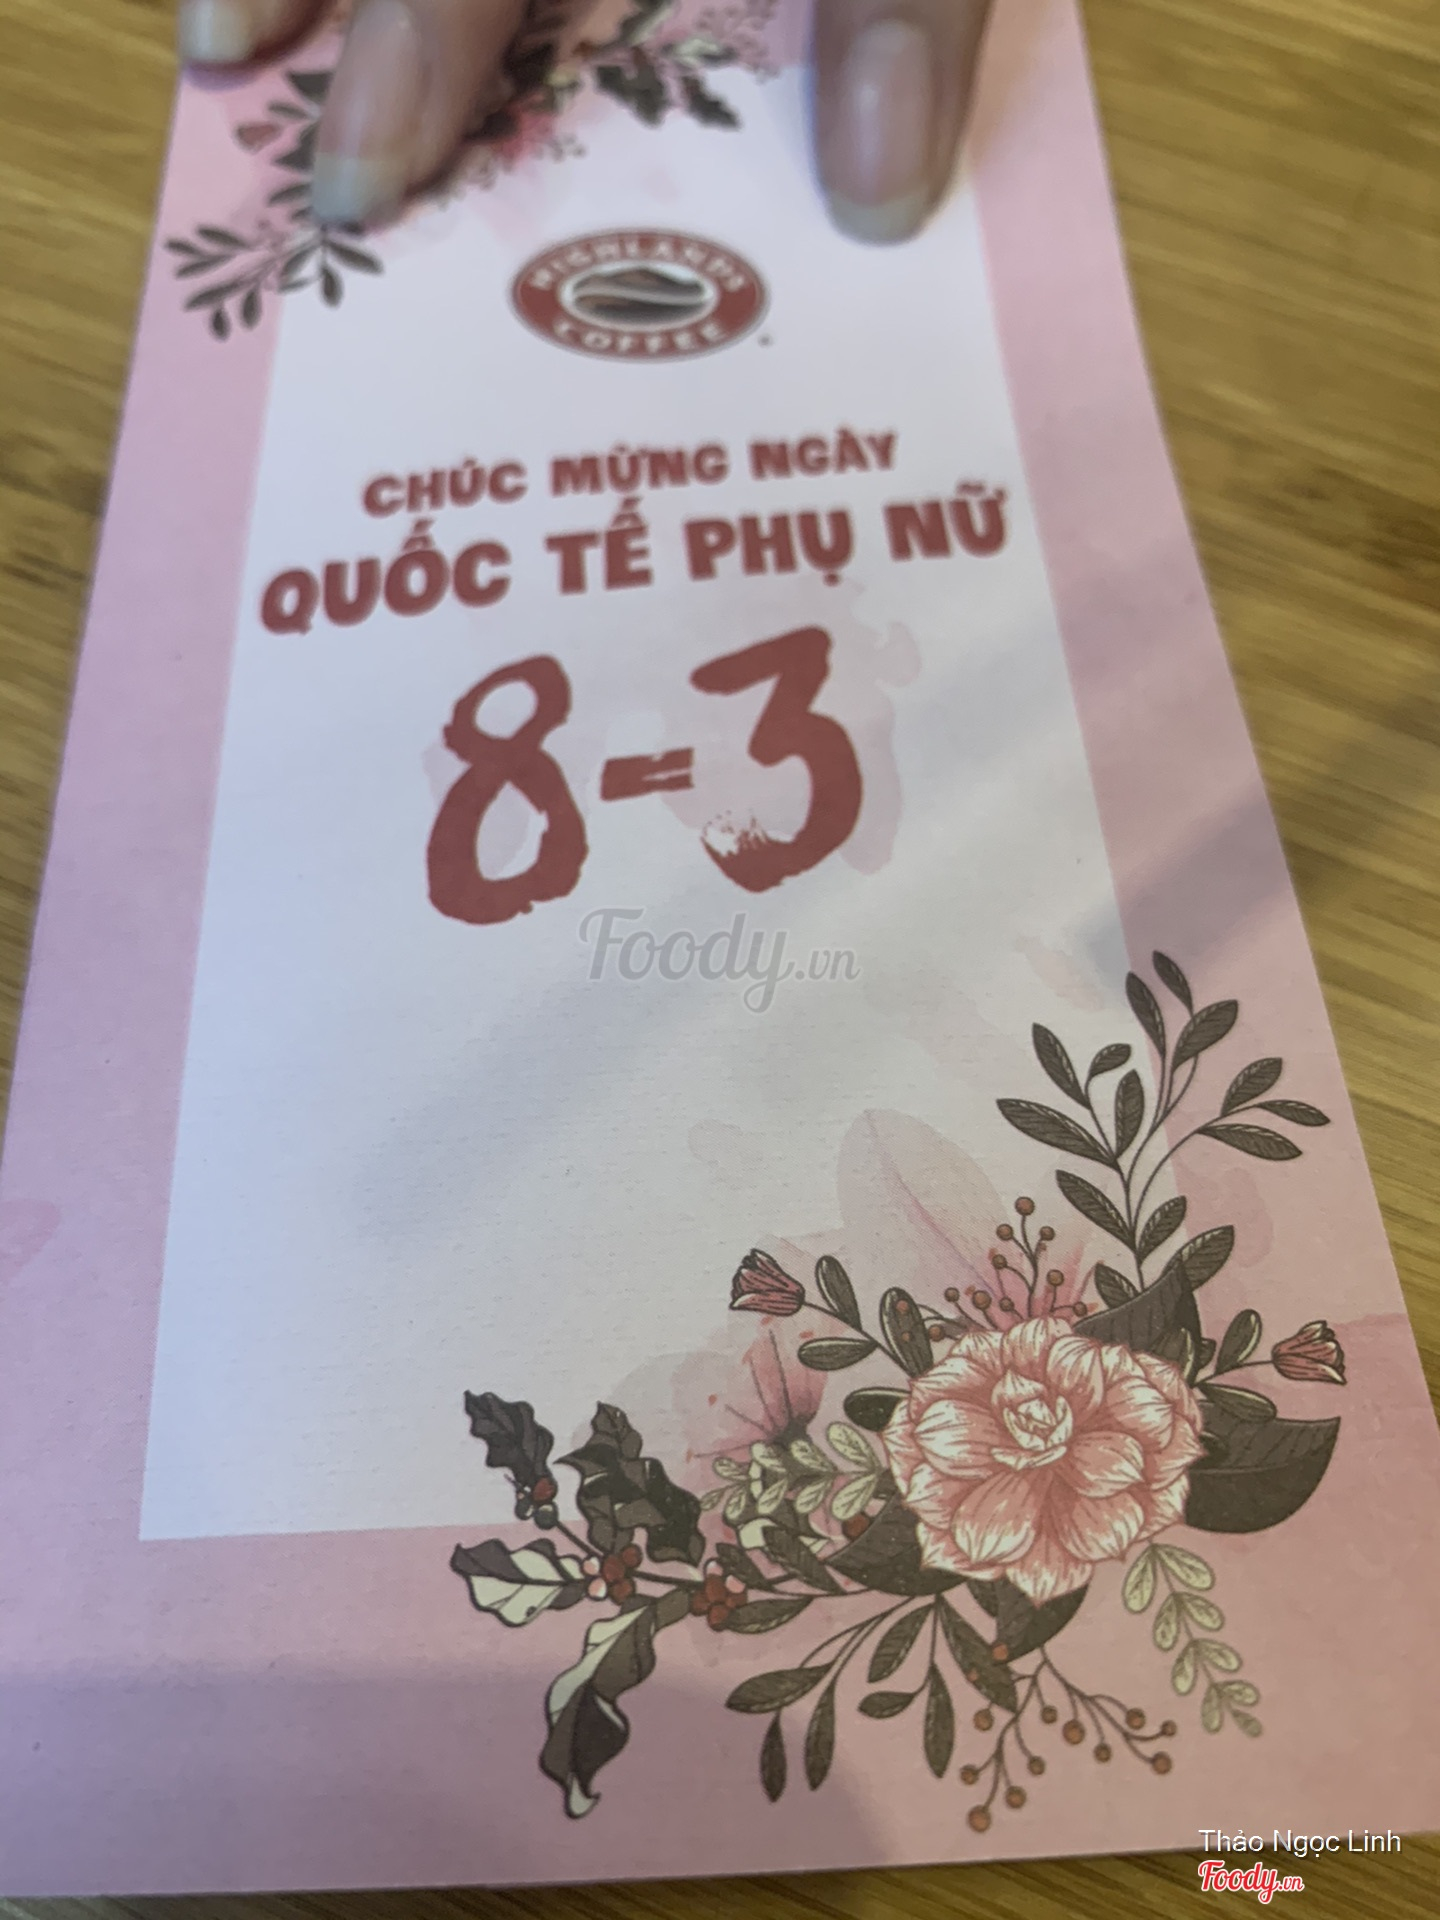 HIGHLANDS
COFFEE
CHÚC MỪNG NGÀY
QUỐC TẾ PHỤ NỮ
8-3
Foody.vn
Thảo Ngọc Linh
Foody.vn